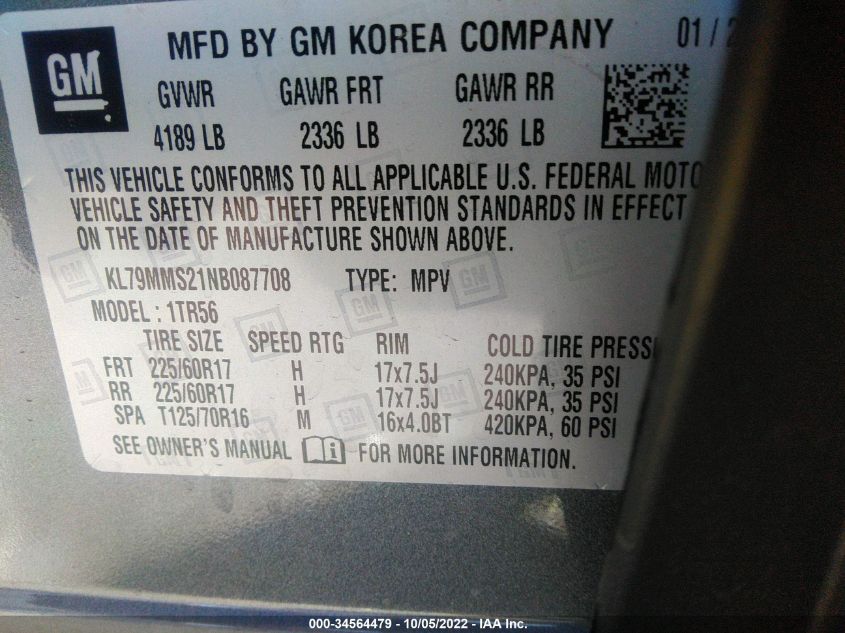 GM
MFD BY GM KOREA COMPANY 01 / 2
GVWR GAWR FRT GAWR RR
4189 LB 2336 LB 2336 LB
THIS VEHICLE CONFORMS TO ALL APPLICABLE U.S. FEDERAL MOTO
VEHICLE SAFETY AND THEFT PREVENTION STANDARDS IN EFFECT
ON THE DATE OF MANUFACTURE SHOWN ABOVE.
KL79MMS21NB087708 TYPE: MPV
MODEL : 1TR56
TIRE SIZE SPEED RTG RIM COLD TIRE PRESS
FRT 225/60R17 H 17x7.5J 240KPA, 35 PSI
RR 225/60R17 H 17x7.5J 240KPA, 35 PSI
SPA T125/70R16 M 16x4.0BT 420KPA, 60 PSI
SEE OWNER'S MANUAL FOR MORE INFORMATION.
000-34564479 - 10/05/2022 - IAA Inc.